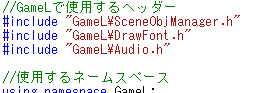 //GameLで使用するヘッダー
#include "GameL¥SceneObjManager.h"
#include "GameL¥DrawFont.h"
#include "GameL¥Audio.h"
//使用するネームスペース
using namespace GameL;